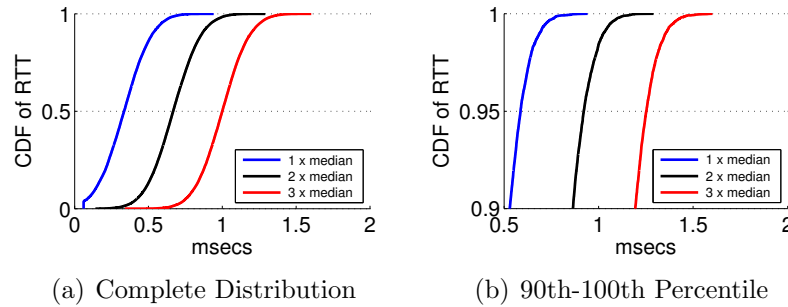 CDF of RTT
1
0.5
0
1 x median
2 x median
3 x median
0 0.5 1 1.5 2
msecs
(a) Complete Distribution
CDF of RTT
1
0.95
0.9
1 x median
2 x median
3 x median
0.5 1 1.5 2
msecs
(b) 90th-100th Percentile